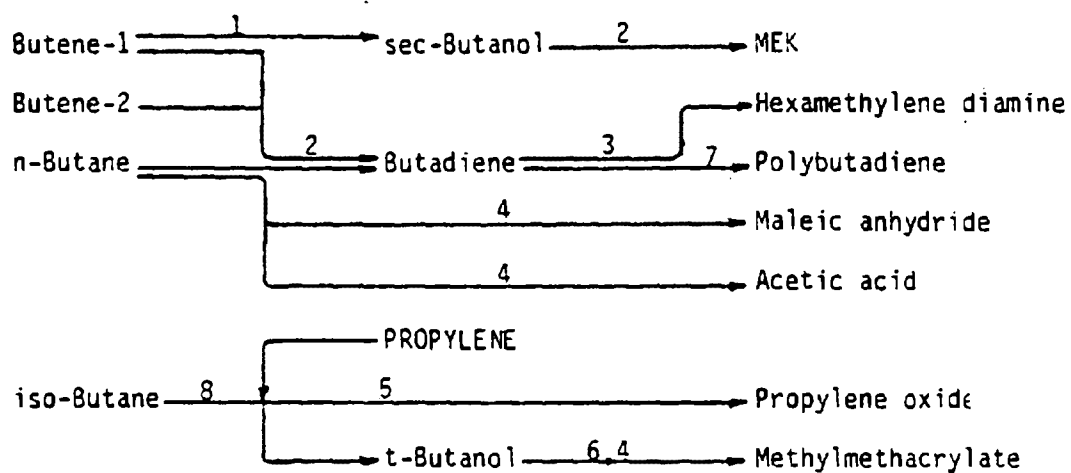 1
Butene-1 sec-Butanol 2 MEK
Butene-2 Hexamethylene diamine
2 3
n-Butane Butadiene 7 Polybutadiene
4 Maleic anhydride
4 Acetic acid
PROPYLENE
iso-Butane 8 5 Propylene oxide
t-Butanol 6,4 Methylmethacrylate